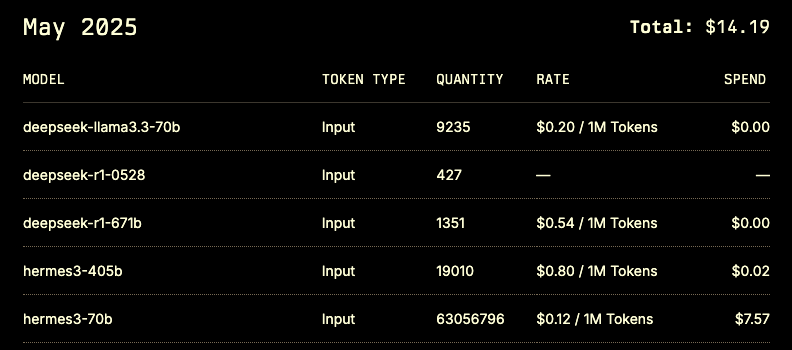 May 2025 Total: $14.19
MODEL TOKEN TYPE QUANTITY RATE SPEND
deepseek-llama3.3-70b Input 9235 $0.20 / 1M Tokens $0.00
deepseek-r1-0528 Input 427 — —
deepseek-r1-671b Input 1351 $0.54 / 1M Tokens $0.00
hermes3-405b Input 19010 $0.80 / 1M Tokens $0.02
hermes3-70b Input 63056796 $0.12 / 1M Tokens $7.57